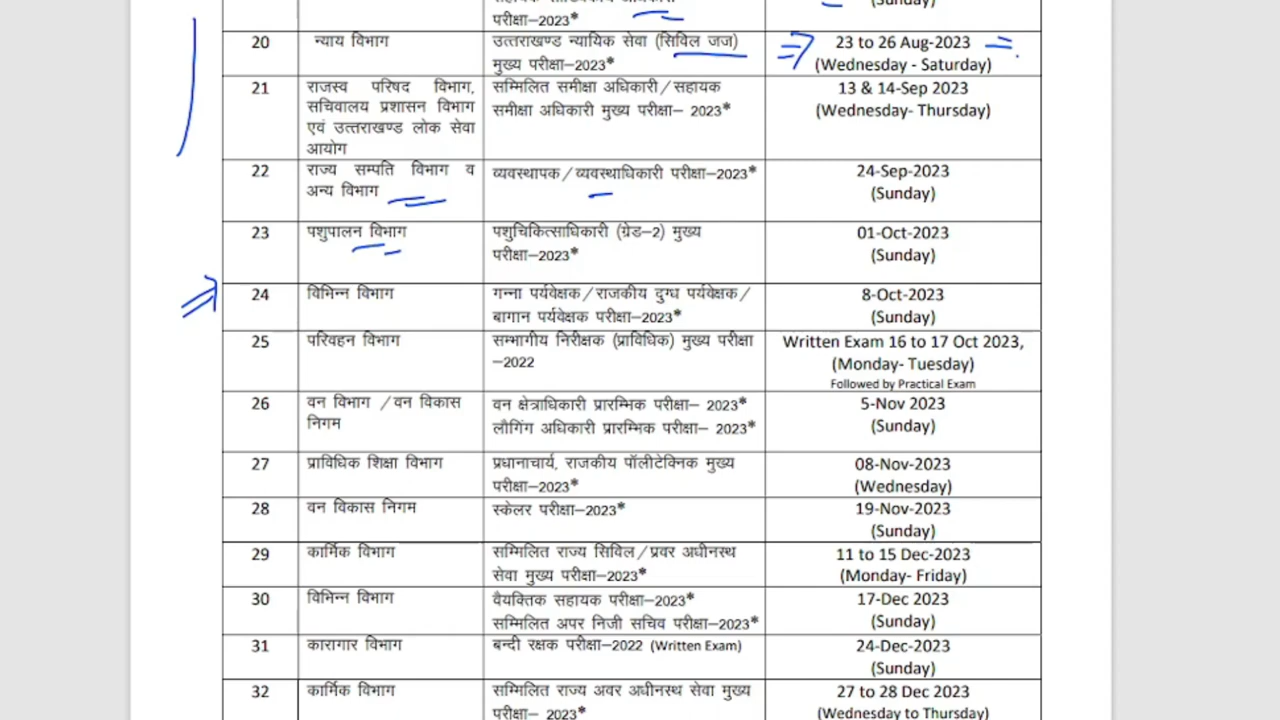 परीक्षा–2023*
(Sunday)
20 न्याय विभाग उत्तराखण्ड न्यायिक सेवा (सिविल जज) 23 to 26 Aug-2023
मुख्य परीक्षा–2023* (Wednesday - Saturday)
21 राजस्व परिषद विभाग, सम्मिलित समीक्षा अधिकारी/सहायक 13 & 14-Sep 2023
सचिवालय प्रशासन विभाग समीक्षा अधिकारी मुख्य परीक्षा– 2023* (Wednesday- Thursday)
एवं उत्तराखण्ड लोक सेवा
आयोग
22 राज्य सम्पति विभाग व व्यवस्थापक/व्यवस्थाधिकारी परीक्षा–2023* 24-Sep-2023
अन्य विभाग (Sunday)
23 पशुपालन विभाग पशुचिकित्साधिकारी (ग्रेड–2) मुख्य 01-Oct-2023
परीक्षा–2023* (Sunday)
24 विभिन्न विभाग गन्ना पर्यवेक्षक/राजकीय दुग्ध पर्यवेक्षक/ 8-Oct-2023
बागान पर्यवेक्षक परीक्षा–2023* (Sunday)
25 परिवहन विभाग सम्भागीय निरीक्षक (प्राविधिक) मुख्य परीक्षा Written Exam 16 to 17 Oct 2023,
–2022 (Monday- Tuesday)
Followed by Practical Exam
26 वन विभाग /वन विकास वन क्षेत्राधिकारी प्रारम्भिक परीक्षा– 2023* 5-Nov 2023
निगम लौगिंग अधिकारी प्रारम्भिक परीक्षा– 2023* (Sunday)
27 प्राविधिक शिक्षा विभाग प्रधानाचार्य, राजकीय पॉलीटेक्निक मुख्य 08-Nov-2023
परीक्षा–2023* (Wednesday)
28 वन विकास निगम स्केलर परीक्षा–2023* 19-Nov-2023
(Sunday)
29 कार्मिक विभाग सम्मिलित राज्य सिविल/प्रवर अधीनस्थ 11 to 15 Dec-2023
सेवा मुख्य परीक्षा–2023* (Monday- Friday)
30 विभिन्न विभाग वैयक्तिक सहायक परीक्षा–2023* 17-Dec 2023
सम्मिलित अपर निजी सचिव परीक्षा–2023* (Sunday)
31 कारागार विभाग बन्दी रक्षक परीक्षा–2022 (Written Exam) 24-Dec-2023
(Sunday)
32 कार्मिक विभाग सम्मिलित राज्य अवर अधीनस्थ सेवा मुख्य 27 to 28 Dec 2023
परीक्षा– 2023* (Wednesday to Thursday)